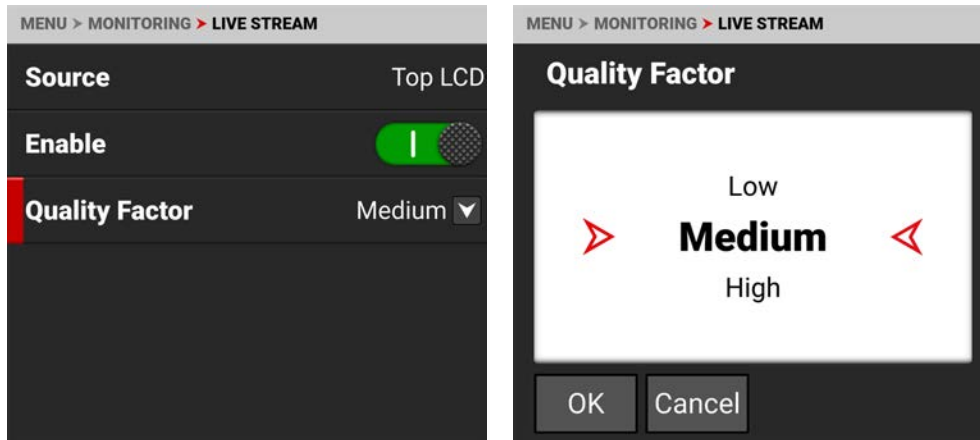 MENU > MONITORING > LIVE STREAM
Source Top LCD
Enable
Quality Factor Medium
MENU > MONITORING > LIVE STREAM
Quality Factor
Low
Medium
High
OK Cancel